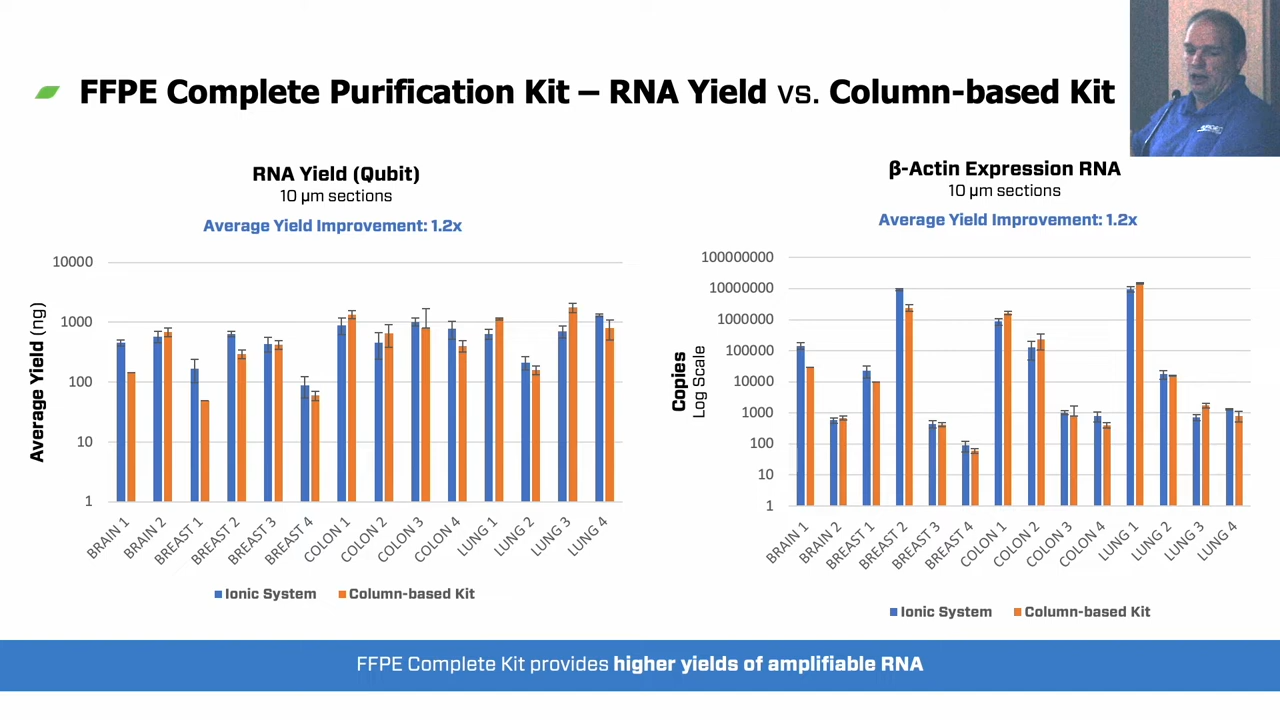 FFPE Complete Purification Kit – RNA Yield vs. Column-based Kit
RNA Yield (Qubit)
10 µm sections
Average Yield Improvement: 1.2x
Average Yield (ng)
10000
1000
100
10
1
BRAIN 1
BRAIN 2
BREAST 1
BREAST 2
BREAST 3
BREAST 4
COLON 1
COLON 2
COLON 3
COLON 4
LUNG 1
LUNG 2
LUNG 3
LUNG 4
Ionic System
Column-based Kit
β-Actin Expression RNA
10 µm sections
Average Yield Improvement: 1.2x
Copies
Log Scale
100000000
10000000
1000000
100000
10000
1000
100
10
1
BRAIN 1
BRAIN 2
BREAST 1
BREAST 2
BREAST 3
BREAST 4
COLON 1
COLON 2
COLON 3
COLON 4
LUNG 1
LUNG 2
LUNG 3
LUNG 4
Ionic System
Column-based Kit
FFPE Complete Kit provides higher yields of amplifiable RNA